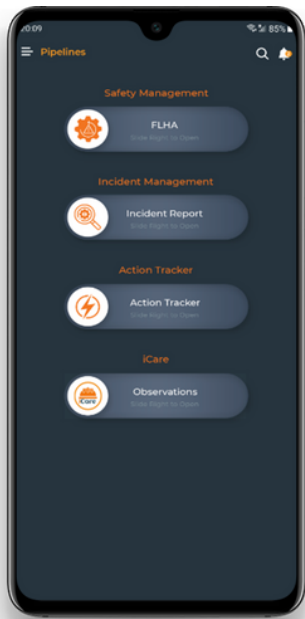 20:09
85%
Pipelines
Safety Management
FLHA
Slide Right to Open
Incident Management
Incident Report
Slide Right to Open
Action Tracker
Action Tracker
Slide Right to Open
iCare
Observations
Slide Right to Open
iCare